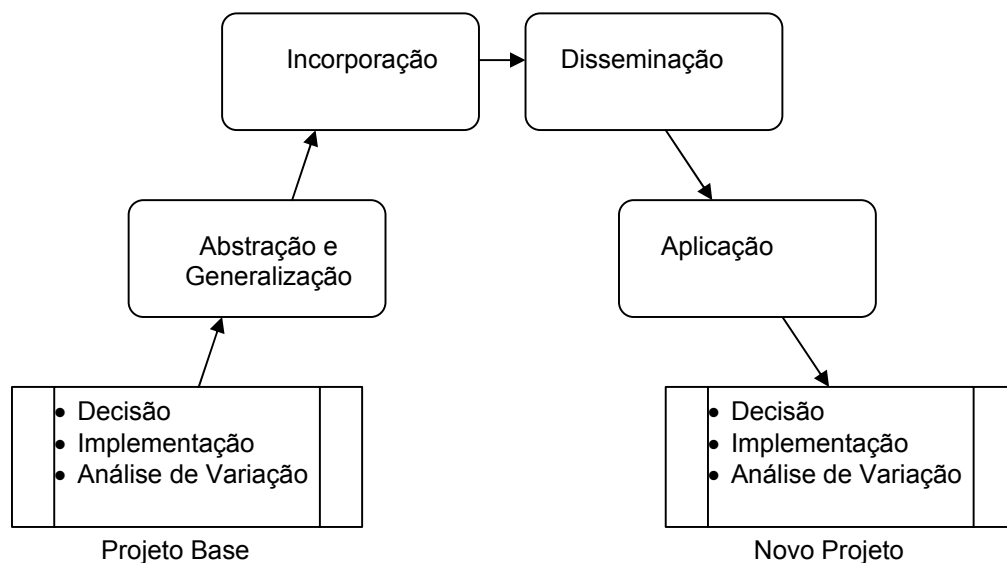 Incorporação
Disseminação
Abstração e
Generalização
Aplicação
• Decisão
• Implementação
• Análise de Variação
Projeto Base
• Decisão
• Implementação
• Análise de Variação
Novo Projeto